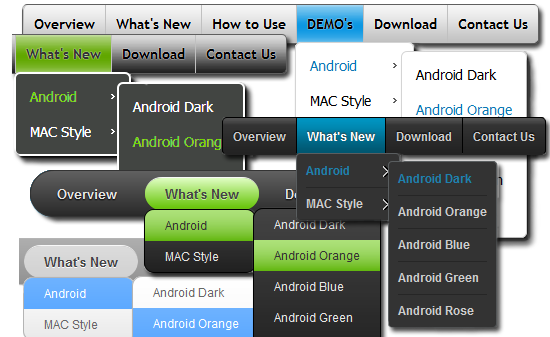 Overview What's New How to Use DEMO's Download Contact Us
What's New Download Contact Us
Android
MAC Style
Android Dark
Android Orange
Android
MAC Style
Android Dark
Android Orange
Overview What's New Download Contact Us
Android
MAC Style
Android Dark
Android Orange
Android Blue
Android Green
Android Rose
Overview What's New
Android
MAC Style
Android Dark
Android Orange
Android Blue
Android Green
What's New
Android
MAC Style
Android Dark
Android Orange